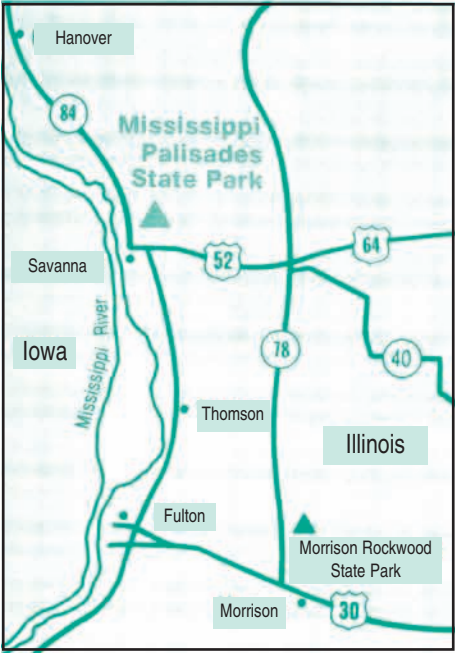 Hanover
84
Mississippi
Palisades
State Park
64
52
Savanna
Mississippi River
Iowa
78
40
Thomson
Illinois
Fulton
Morrison Rockwood
State Park
Morrison
30